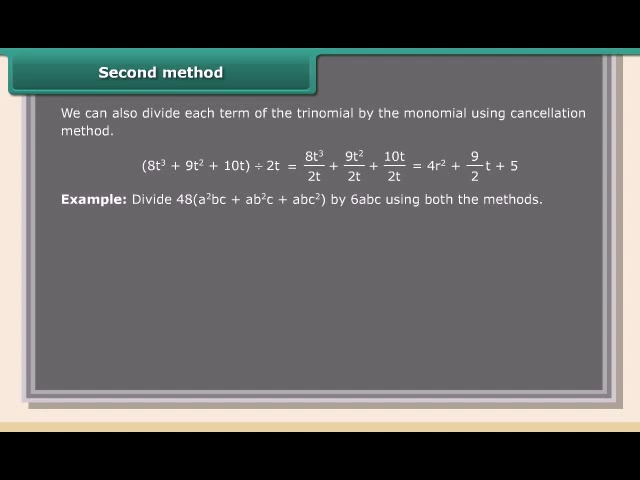 Second method
We can also divide each term of the trinomial by the monomial using cancellation
method.
(8t³ + 9t² + 10t) ÷ 2t = 8t³/2t + 9t²/2t + 10t/2t = 4r² + 9/2 t + 5
Example: Divide 48(a²bc + ab²c + abc²) by 6abc using both the methods.